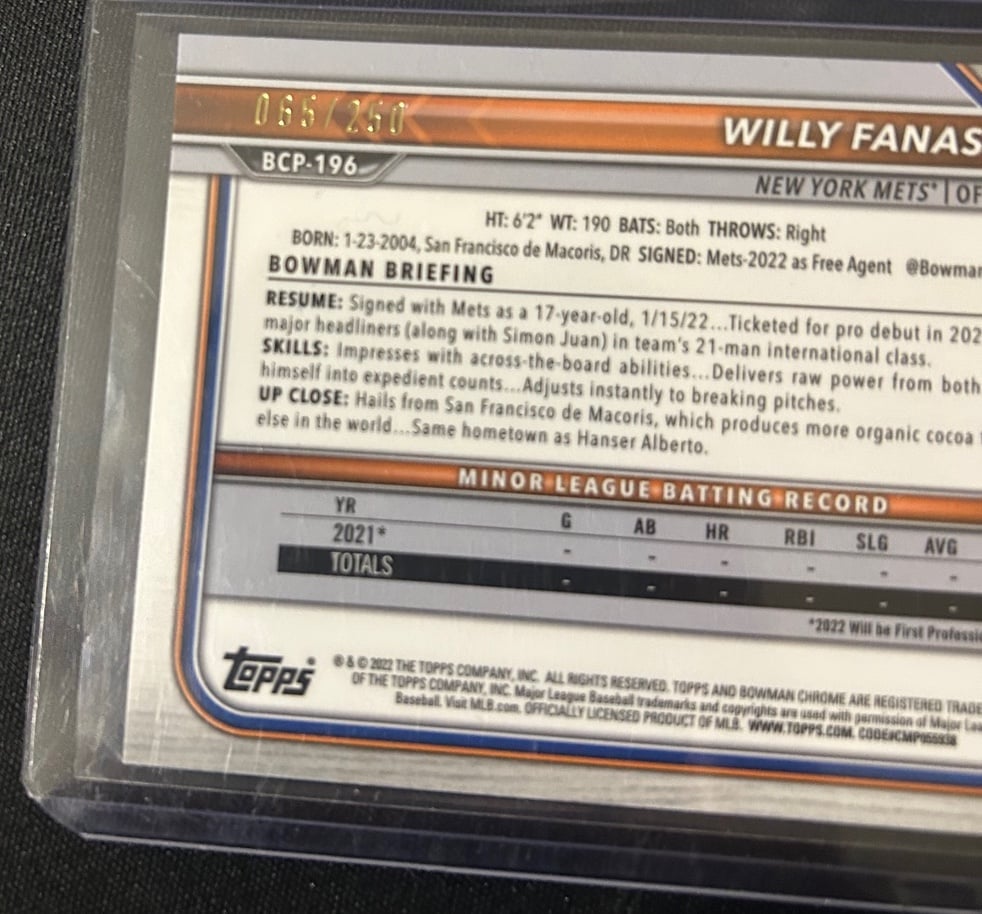 065/250
WILLY FANAS
BCP-196
NEW YORK METS* | OF
HT: 6'2" WT: 190 BATS: Both THROWS: Right
BORN: 1-23-2004, San Francisco de Macoris, DR SIGNED: Mets-2022 as Free Agent @Bowman
BOWMAN BRIEFING
RESUME: Signed with Mets as a 17-year-old, 1/15/22...Ticketed for pro debut in 202
major headliners (along with Simon Juan) in team's 21-man international class.
SKILLS: Impresses with across-the-board abilities...Delivers raw power from both
himself into expedient counts...Adjusts instantly to breaking pitches.
UP CLOSE: Hails from San Francisco de Macoris, which produces more organic cocoa
else in the world...Same hometown as Hanser Alberto.
MINOR LEAGUE BATTING RECORD
YR G AB HR RBI SLG AVG
2021* - - - - - -
TOTALS - - - - - -
*2022 Will be First Professi
Topps
® & © 2022 THE TOPPS COMPANY, INC. ALL RIGHTS RESERVED. TOPPS AND BOWMAN CHROME ARE REGISTERED TRADE
OF THE TOPPS COMPANY, INC. Major League Baseball trademarks and copyrights are used with permission of Major Lea
Baseball. Visit MLB.com. OFFICIALLY LICENSED PRODUCT OF MLB. WWW.TOPPS.COM.